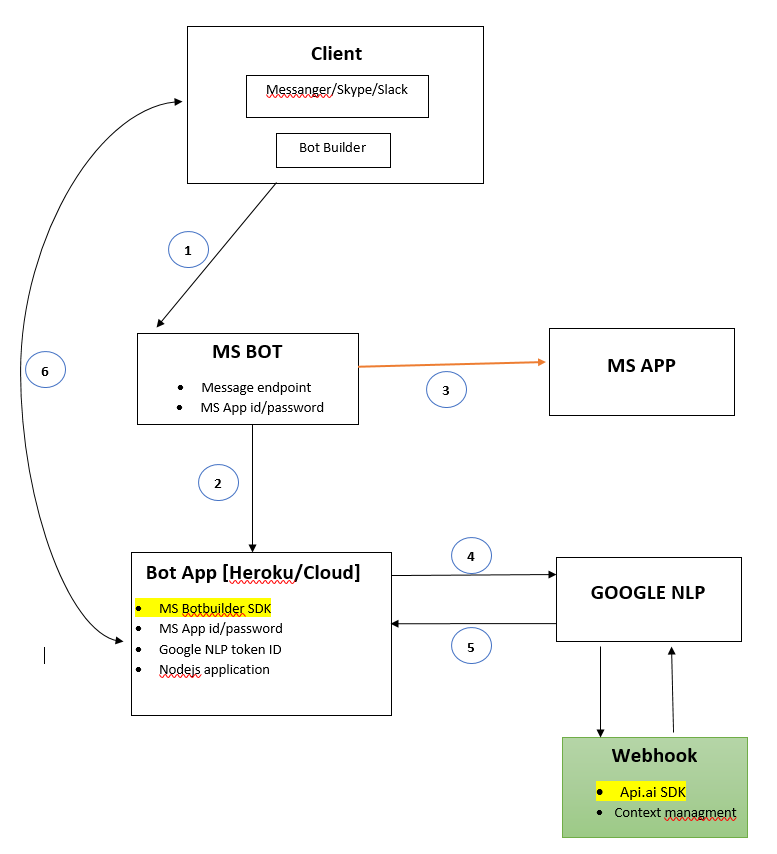 Client
Messanger/Skype/Slack
Bot Builder
1
6
MS BOT
• Message endpoint
• MS App id/password
3
MS APP
2
4
Bot App [Heroku/Cloud]
• MS Botbuilder SDK
• MS App id/password
• Google NLP token ID
• Nodejs application
GOOGLE NLP
5
Webhook
• Api.ai SDK
• Context managment